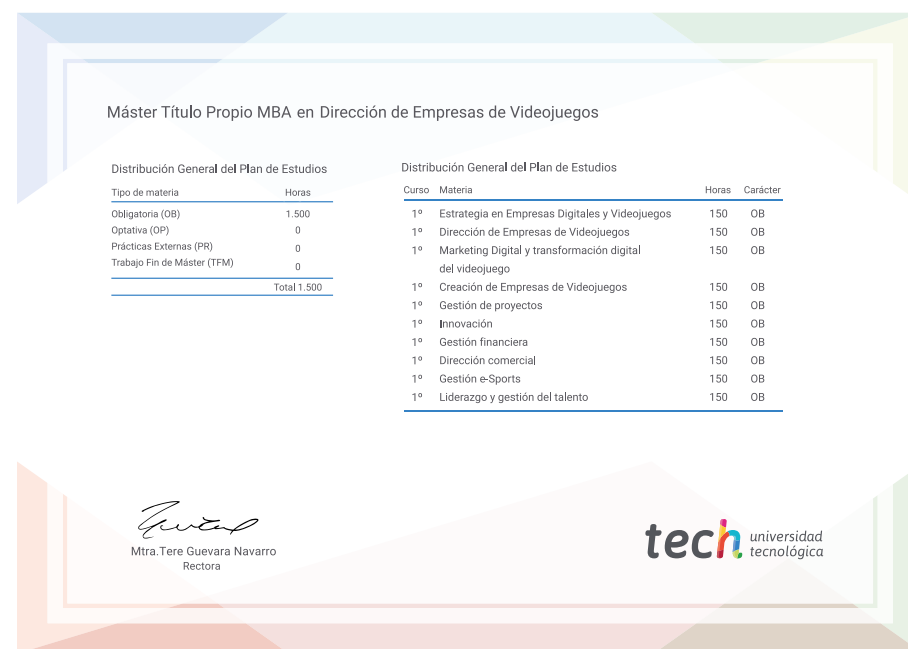 Máster Título Propio MBA en Dirección de Empresas de Videojuegos
Distribución General del Plan de Estudios
Tipo de materia Horas
Obligatoria (OB) 1.500
Optativa (OP) 0
Prácticas Externas (PR) 0
Trabajo Fin de Máster (TFM) 0
Total 1.500
Distribución General del Plan de Estudios
Curso Materia Horas Carácter
1º Estrategia en Empresas Digitales y Videojuegos 150 OB
1º Dirección de Empresas de Videojuegos 150 OB
1º Marketing Digital y transformación digital 150 OB
del videojuego
1º Creación de Empresas de Videojuegos 150 OB
1º Gestión de proyectos 150 OB
1º Innovación 150 OB
1º Gestión financiera 150 OB
1º Dirección comercial 150 OB
1º Gestión e-Sports 150 OB
1º Liderazgo y gestión del talento 150 OB
Mtra.Tere Guevara Navarro
Rectora
tech universidad
tecnológica